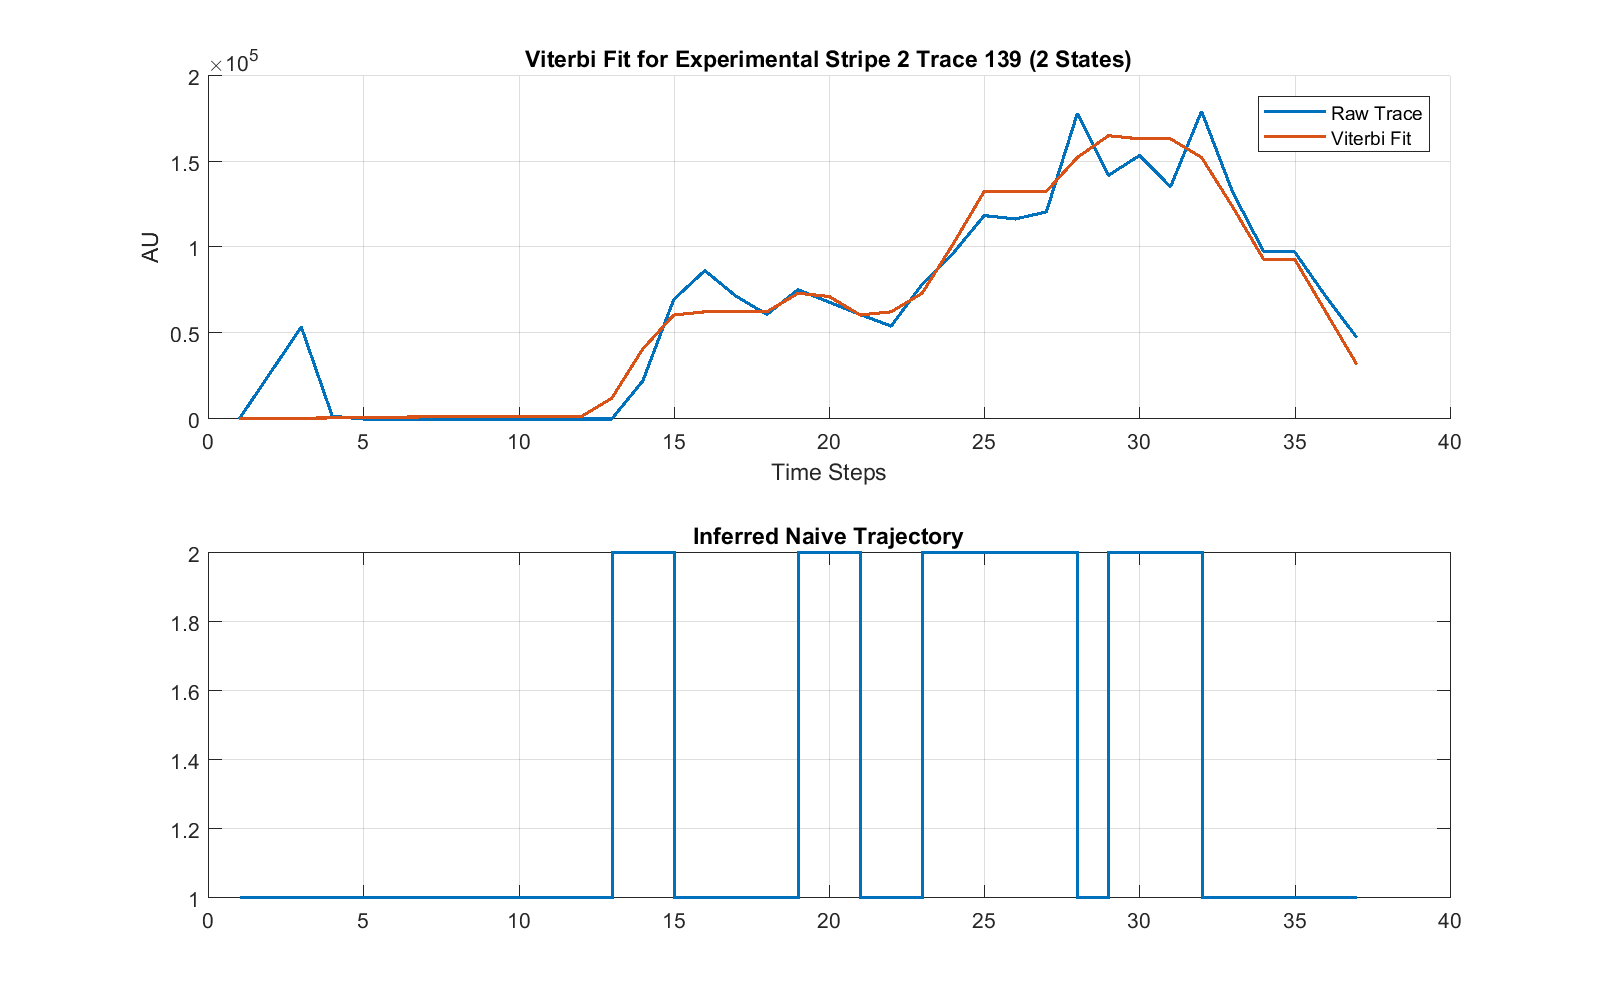 Viterbi Fit for Experimental Stripe 2 Trace 139 (2 States)
×10^5
2
1.5
1
0.5
0
AU
Raw Trace
Viterbi Fit
0 5 10 15 20 25 30 35 40
Time Steps
Inferred Naive Trajectory
2
1.8
1.6
1.4
1.2
1
0 5 10 15 20 25 30 35 40